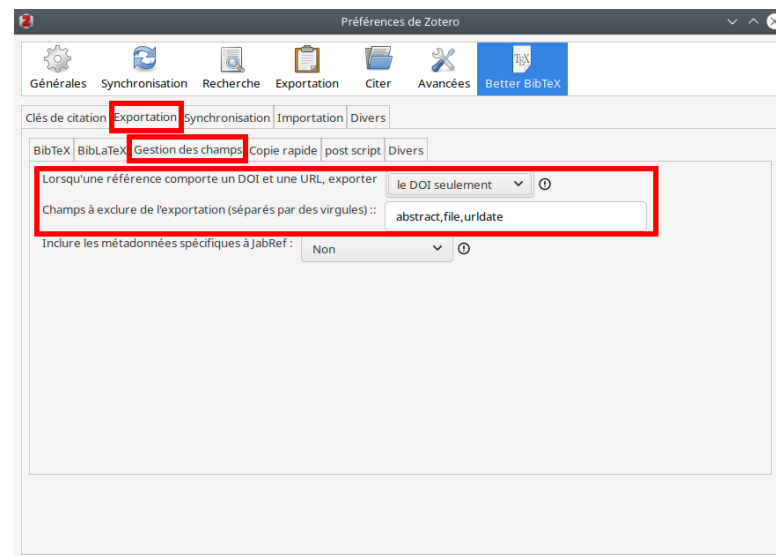 Préférences de Zotero
Générales Synchronisation Recherche Exportation Citer Avancées Better BibTeX
Clés de citation Exportation Synchronisation Importation Divers
BibTeX BibLaTeX Gestion des champs Copie rapide post script Divers
Lorsqu'une référence comporte un DOI et une URL, exporter le DOI seulement
Champs à exclure de l'exportation (séparés par des virgules) :: abstract,file,urldate
Inclure les métadonnées spécifiques à JabRef : Non